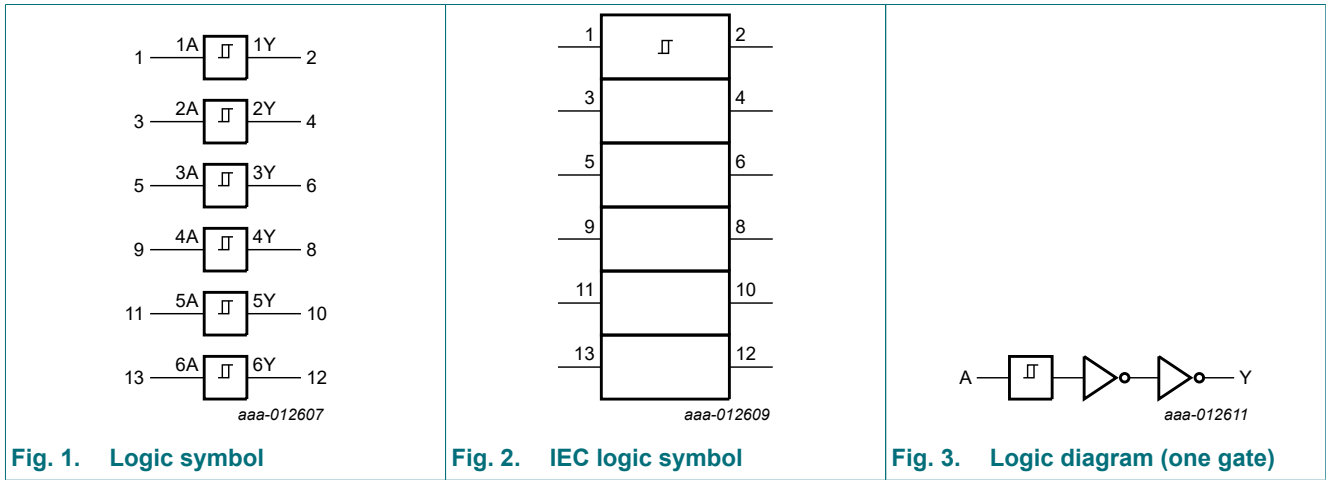 1 1A 1Y 2
3 2A 2Y 4
5 3A 3Y 6
9 4A 4Y 8
11 5A 5Y 10
13 6A 6Y 12
aaa-012607
Fig. 1. Logic symbol
1 2
3 4
5 6
9 8
11 10
13 12
aaa-012609
Fig. 2. IEC logic symbol
A Y
aaa-012611
Fig. 3. Logic diagram (one gate)